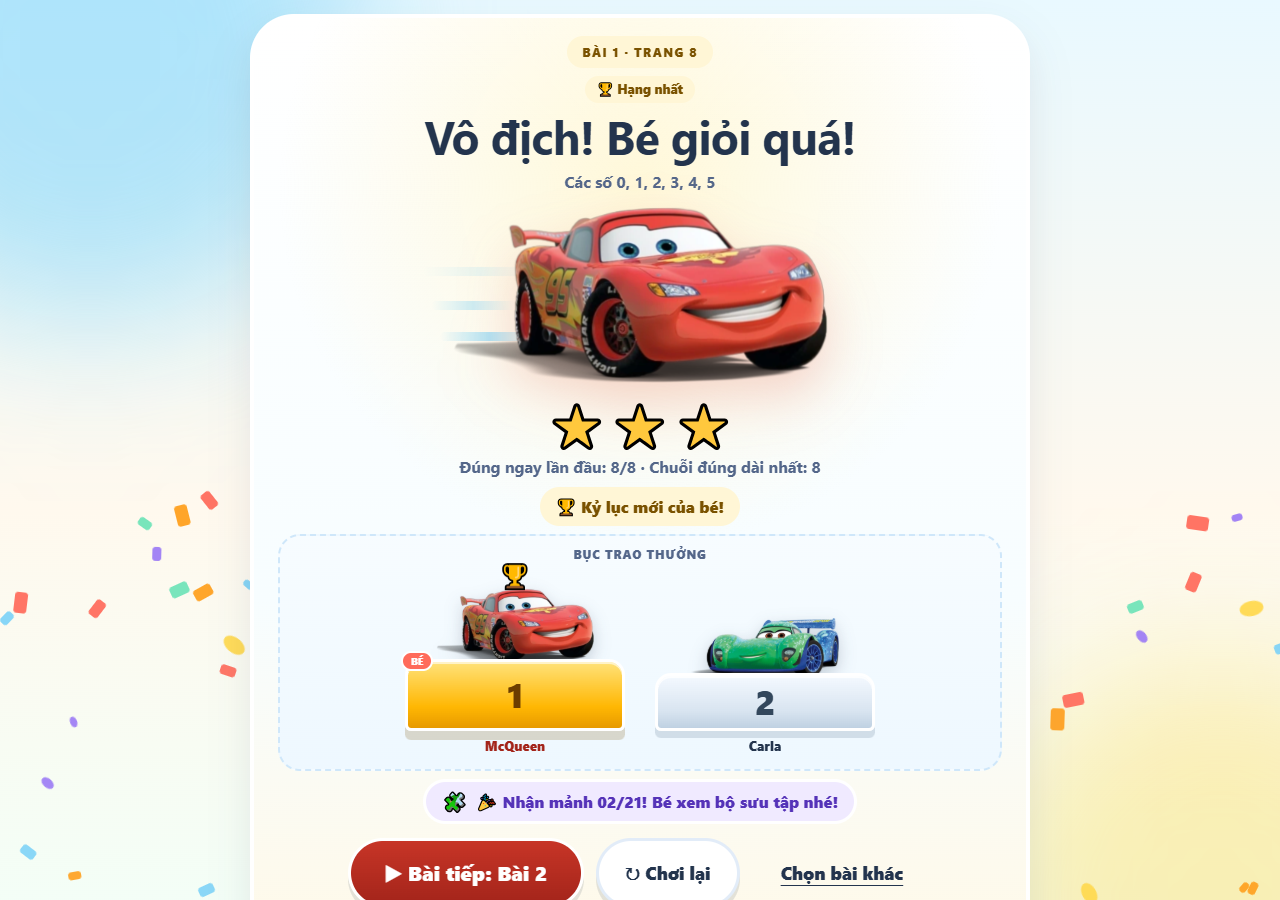 BÀI 1 · TRANG 8
🏆 Hạng nhất
Vô địch! Bé giỏi quá!
Các số 0, 1, 2, 3, 4, 5
95
LIGHTYEAR
Đúng ngay lần đầu: 8/8 · Chuỗi đúng dài nhất: 8
🏆 Kỷ lục mới của bé!
BỤC TRAO THƯỞNG
BÉ
1
2
McQueen
Carla
🧩 🎉 Nhận mảnh 02/21! Bé xem bộ sưu tập nhé!
▶ Bài tiếp: Bài 2
↻ Chơi lại
Chọn bài khác